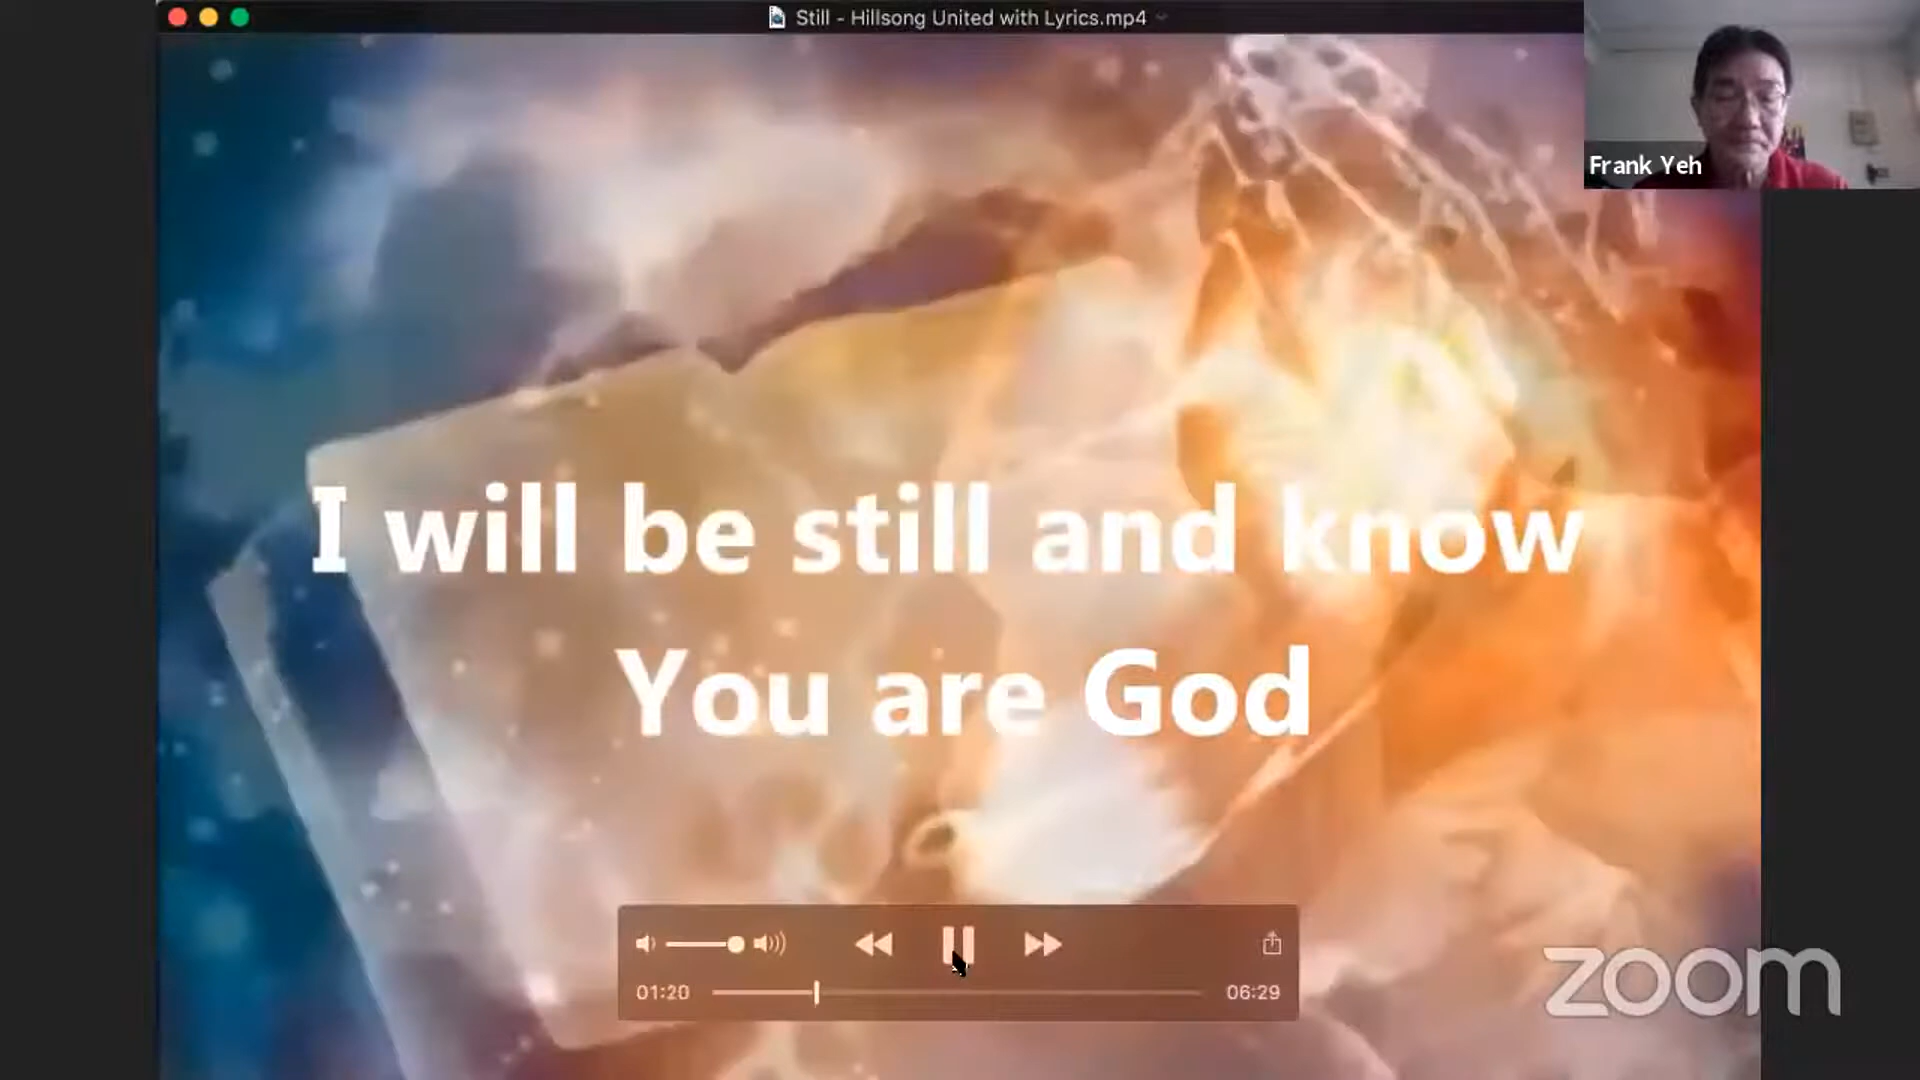 Still - Hillsong United with Lyrics.mp4
Frank Yeh
I will be still and know
You are God
01:20
06:29
zoom